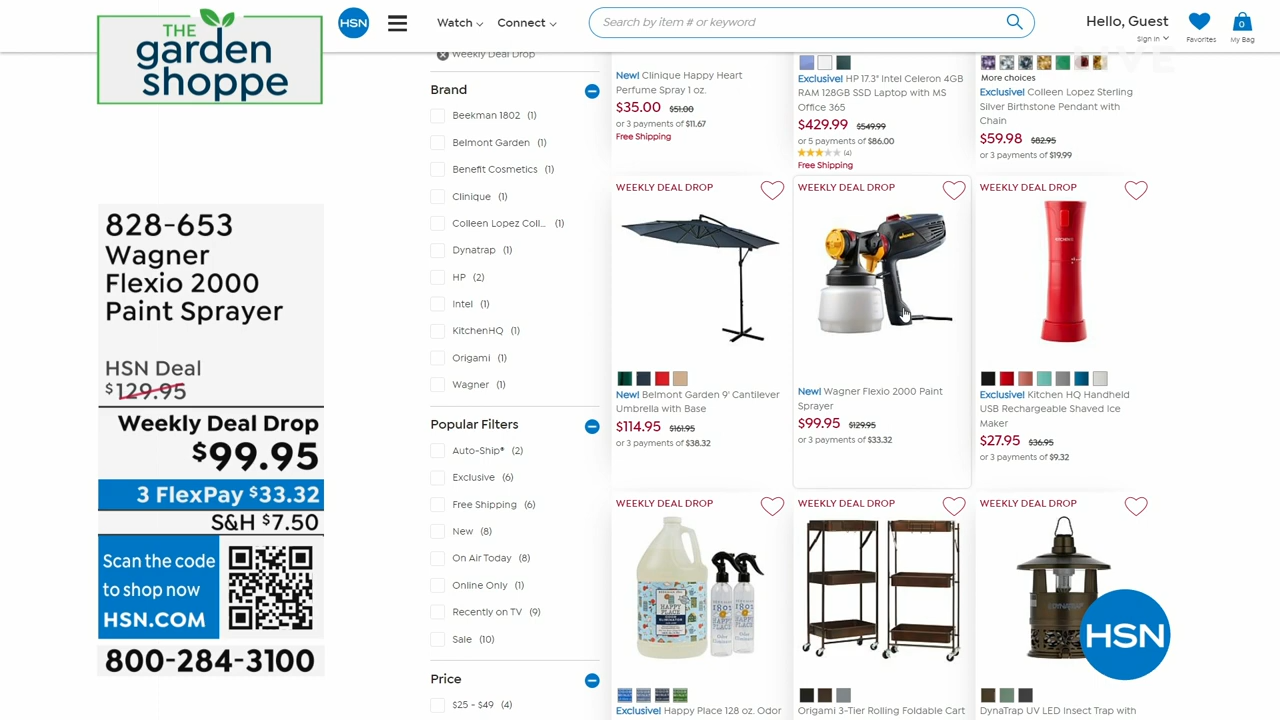 THE
garden
shoppe
828-653
Wagner
Flexio 2000
Paint Sprayer
HSN Deal
$129.95
Weekly Deal Drop
$99.95
3 FlexPay $33.32
S&H $7.50
Scan the code
to shop now
HSN.COM
800-284-3100
HSN
Watch
Connect
Search by item # or keyword
Hello, Guest
Sign in
Favorites
0
My Bag
LIVE
Weekly Deal Drop
Brand
Beekman 1802 (1)
Belmont Garden (1)
Benefit Cosmetics (1)
Clinique (1)
Colleen Lopez Coll... (1)
Dynatrap (1)
HP (2)
Intel (1)
KitchenHQ (1)
Origami (1)
Wagner (1)
Popular Filters
Auto-Ship® (2)
Exclusive (6)
Free Shipping (6)
New (8)
On Air Today (8)
Online Only (1)
Recently on TV (9)
Sale (10)
Price
$25 - $49 (4)
New! Clinique Happy Heart
Perfume Spray 1 oz.
$35.00 $51.00
or 3 payments of $11.67
Free Shipping
Exclusive! HP 17.3" Intel Celeron 4GB
RAM 128GB SSD Laptop with MS
Office 365
$429.99 $549.99
or 5 payments of $86.00
(4)
Free Shipping
More choices
Exclusive! Colleen Lopez Sterling
Silver Birthstone Pendant with
Chain
$59.98 $82.95
or 3 payments of $19.99
WEEKLY DEAL DROP
New! Belmont Garden 9' Cantilever
Umbrella with Base
$114.95 $161.95
or 3 payments of $38.32
WEEKLY DEAL DROP
New! Wagner Flexio 2000 Paint
Sprayer
$99.95 $129.95
or 3 payments of $33.32
WEEKLY DEAL DROP
Exclusive! Kitchen HQ Handheld
USB Rechargeable Shaved Ice
Maker
$27.95 $36.95
or 3 payments of $9.32
WEEKLY DEAL DROP
HAPPY
PLACE
Exclusive! Happy Place 128 oz. Odor
WEEKLY DEAL DROP
Origami 3-Tier Rolling Foldable Cart
WEEKLY DEAL DROP
DynaTrap UV LED Insect Trap with
HSN